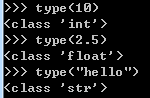 >>> type(10)
<class 'int'>
>>> type(2.5)
<class 'float'>
>>> type("hello")
<class 'str'>